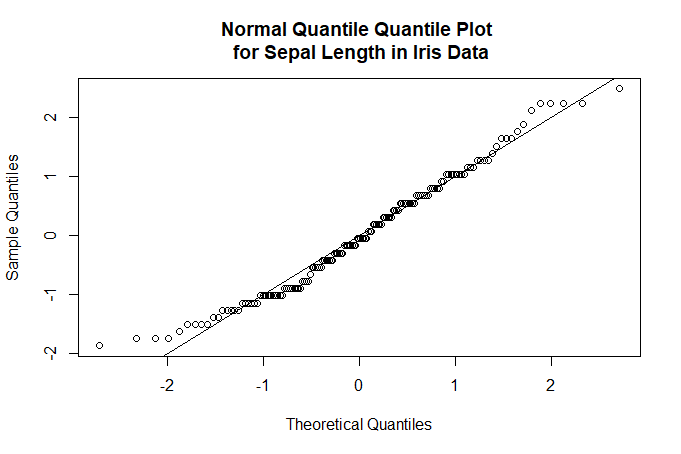 Normal Quantile Quantile Plot
for Sepal Length in Iris Data
Sample Quantiles
2
1
0
-1
-2
-2
-1
0
1
2
Theoretical Quantiles